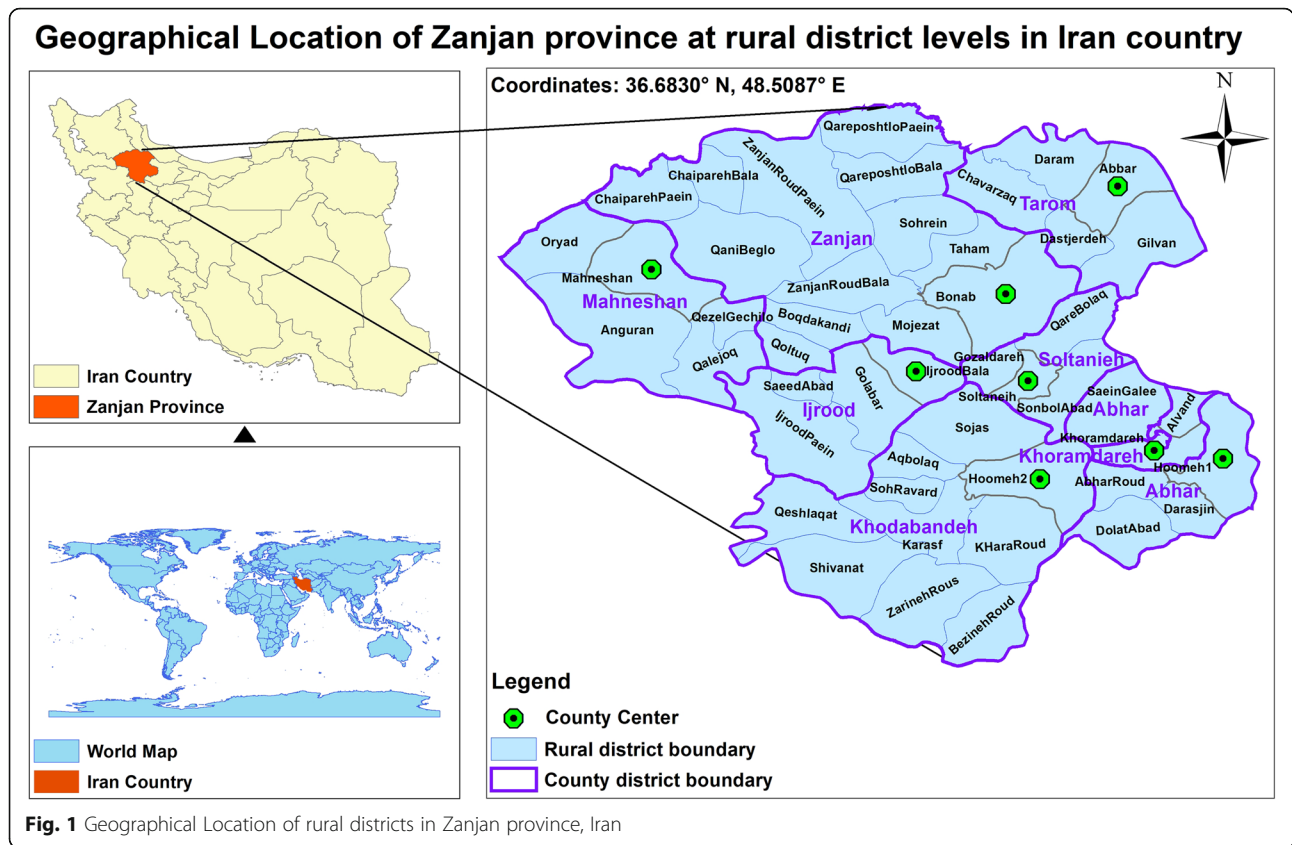 Geographical Location of Zanjan province at rural district levels in Iran country
Iran Country
Zanjan Province
World Map
Iran Country
Coordinates: 36.6830° N, 48.5087° E
N
QareposhtloPaein
ZanjanRoudPaein
Daram
Abbar
ChaiparehBala
QareposhtloBala
Chavarzaq
ChaiparehPaein
Tarom
Sohrein
Oryad
Zanjan
Dastjerdeh
Gilvan
QaniBeglo
Taham
Mahneshan
ZanjanRoudBala
Mahneshan
Bonab
QareBolaq
QezelGechilo
Boqdakandi
Mojezat
Anguran
Qoltuq
Gozaldareh
Soltanieh
Qalejoq
IjroodBala
SaeedAbad
Golabar
Soltaneih
SaeinGalee
SonbolAbad
Abhar
Alvand
Ijrood
IjroodPaein
Sojas
Khoramdareh
Khoramdareh
Aqbolaq
Hoomeh1
Hoomeh2
AbharRoud
SohRavard
Abhar
Darasjin
Qeshlaqat
Khodabandeh
DolatAbad
Karasf
KHaraRoud
Shivanat
ZarinehRous
BezinehRoud
Legend
County Center
Rural district boundary
County district boundary
Fig. 1 Geographical Location of rural districts in Zanjan province, Iran